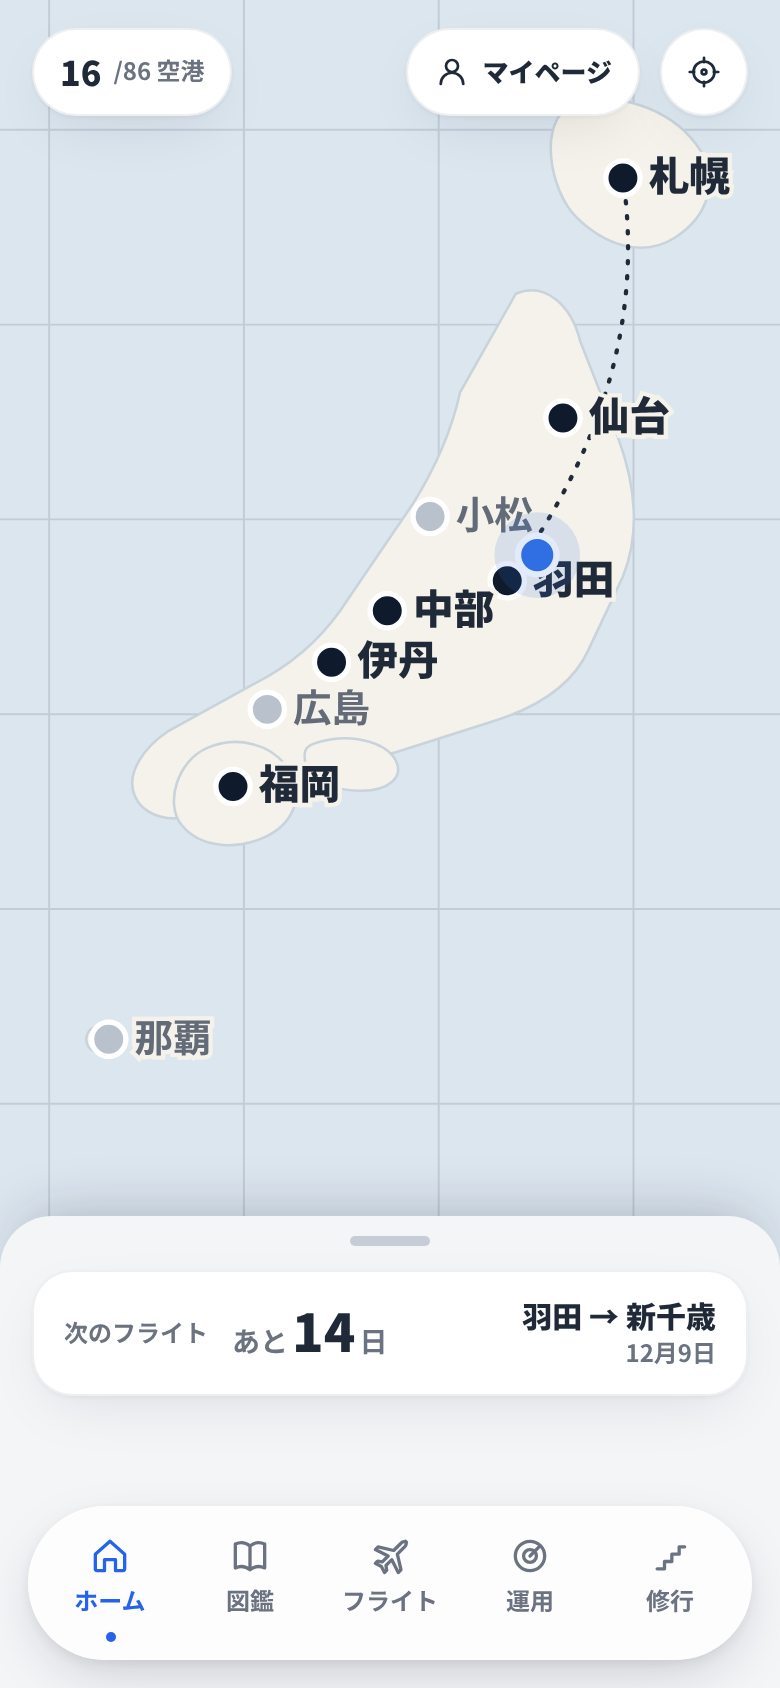 16 /86 空港
マイページ
札幌
仙台
小松
羽田
中部
伊丹
広島
福岡
那覇
次のフライト あと 14 日
羽田 → 新千歳
12月9日
ホーム
図鑑
フライト
運用
修行